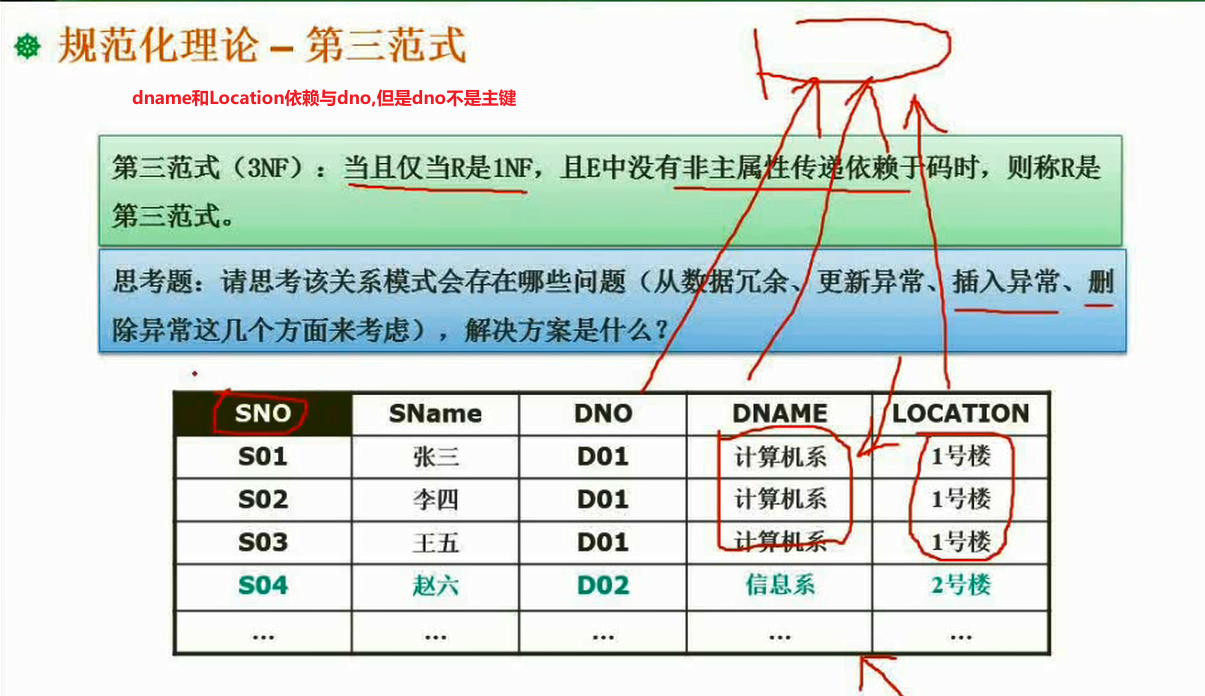 规范化理论 – 第三范式
dname和Location依赖与dno,但是dno不是主键
第三范式（3NF）：当且仅当R是1NF，且E中没有非主属性传递依赖于码时，则称R是
第三范式。
思考题：请思考该关系模式会存在哪些问题（从数据冗余、更新异常、插入异常、删
除异常这几个方面来考虑），解决方案是什么？
SNO SName DNO DNAME LOCATION
S01 张三 D01 计算机系 1号楼
S02 李四 D01 计算机系 1号楼
S03 王五 D01 计算机系 1号楼
S04 赵六 D02 信息系 2号楼
... ... ... ... ...